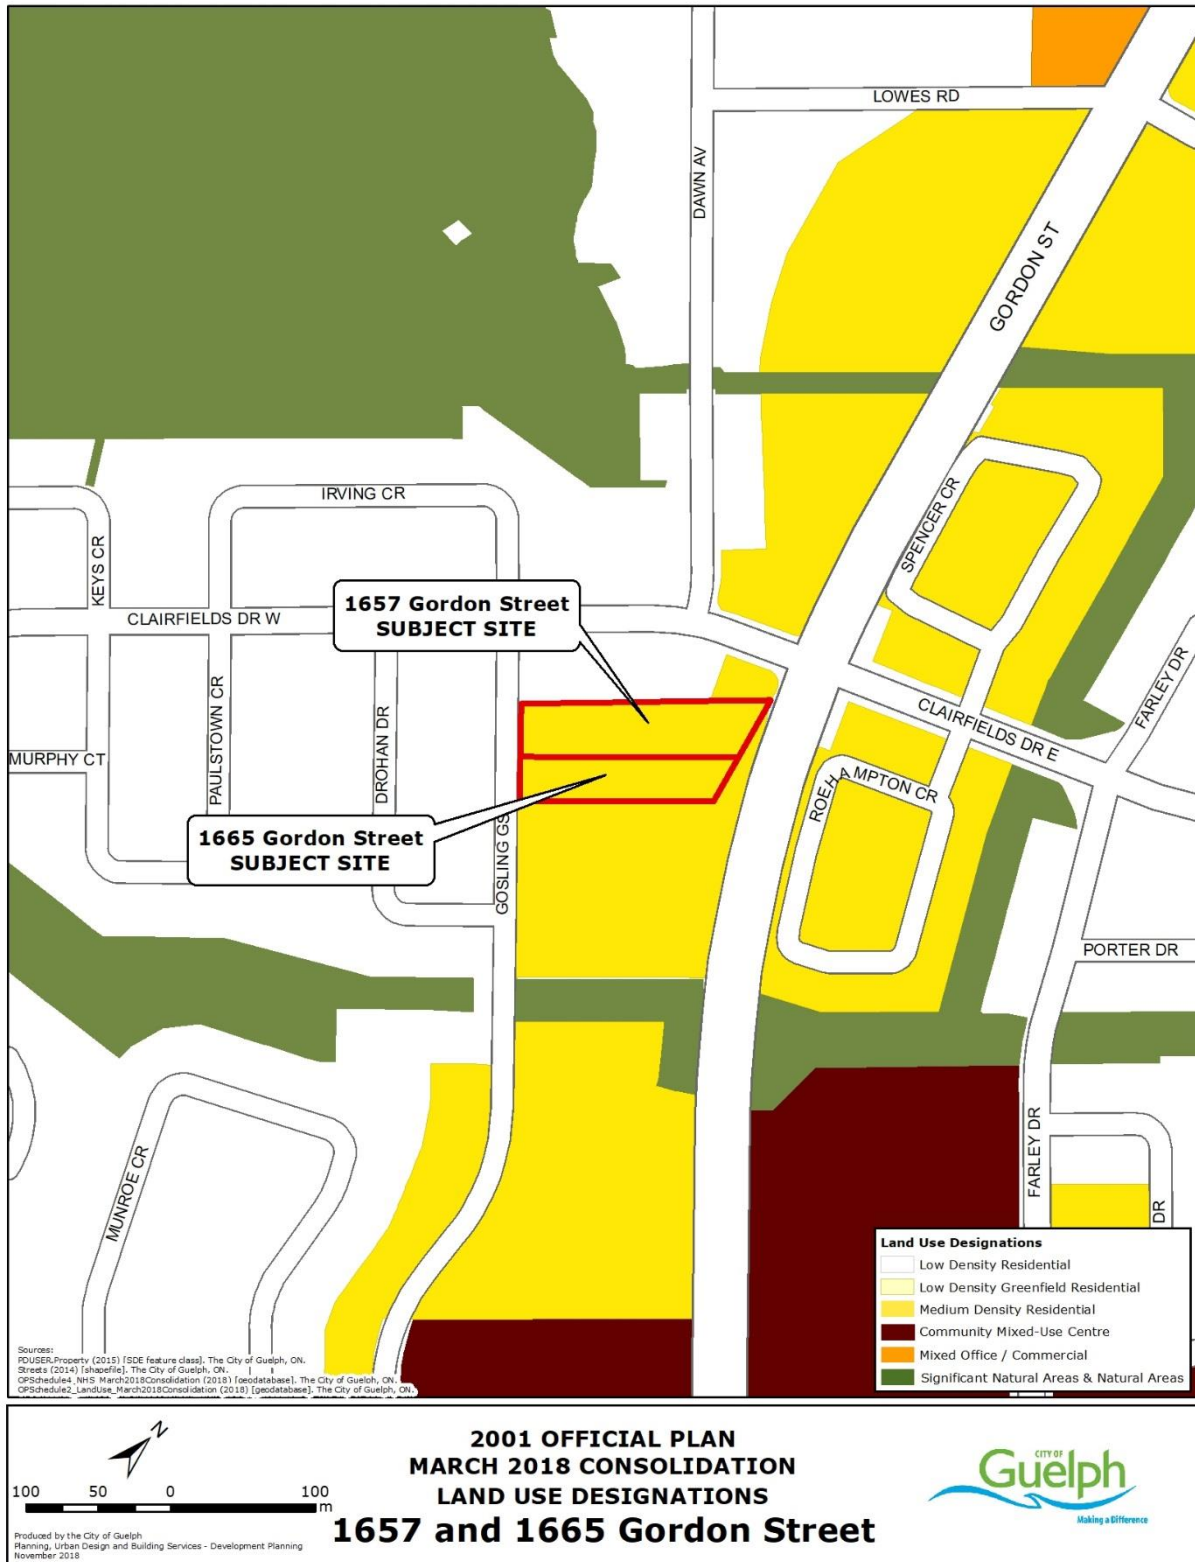 LOWES RD
DAWN AV
GORDON ST
IRVING CR
KEYS CR
SPENCER CR
1657 Gordon Street
SUBJECT SITE
CLAIRFIELDS DR W
FARLEY DR
PAULSTOWN CR
DROHAN DR
MURPHY CT
CLAIRFIELDS DR E
ROEHAMPTON CR
1665 Gordon Street
SUBJECT SITE
GOSLING GS
PORTER DR
MUNROE CR
FARLEY DR
DR
Land Use Designations
Low Density Residential
Low Density Greenfield Residential
Medium Density Residential
Community Mixed-Use Centre
Mixed Office / Commercial
Significant Natural Areas & Natural Areas
Sources:
PDUSER.Property (2015) [SDE feature class]. The City of Guelph, ON.
Streets (2014) [shapefile]. The City of Guelph, ON.
OPSchedule4_NHS_March2018Consolidation (2018) [geodatabase]. The City of Guelph, ON.
OPSchedule2_LandUse_March2018Consolidation (2018) [geodatabase]. The City of Guelph, ON.
N
100 50 0 100
m
Produced by the City of Guelph
Planning, Urban Design and Building Services - Development Planning
November 2018
2001 OFFICIAL PLAN
MARCH 2018 CONSOLIDATION
LAND USE DESIGNATIONS
1657 and 1665 Gordon Street
CITY OF
Guelph
Making a Difference